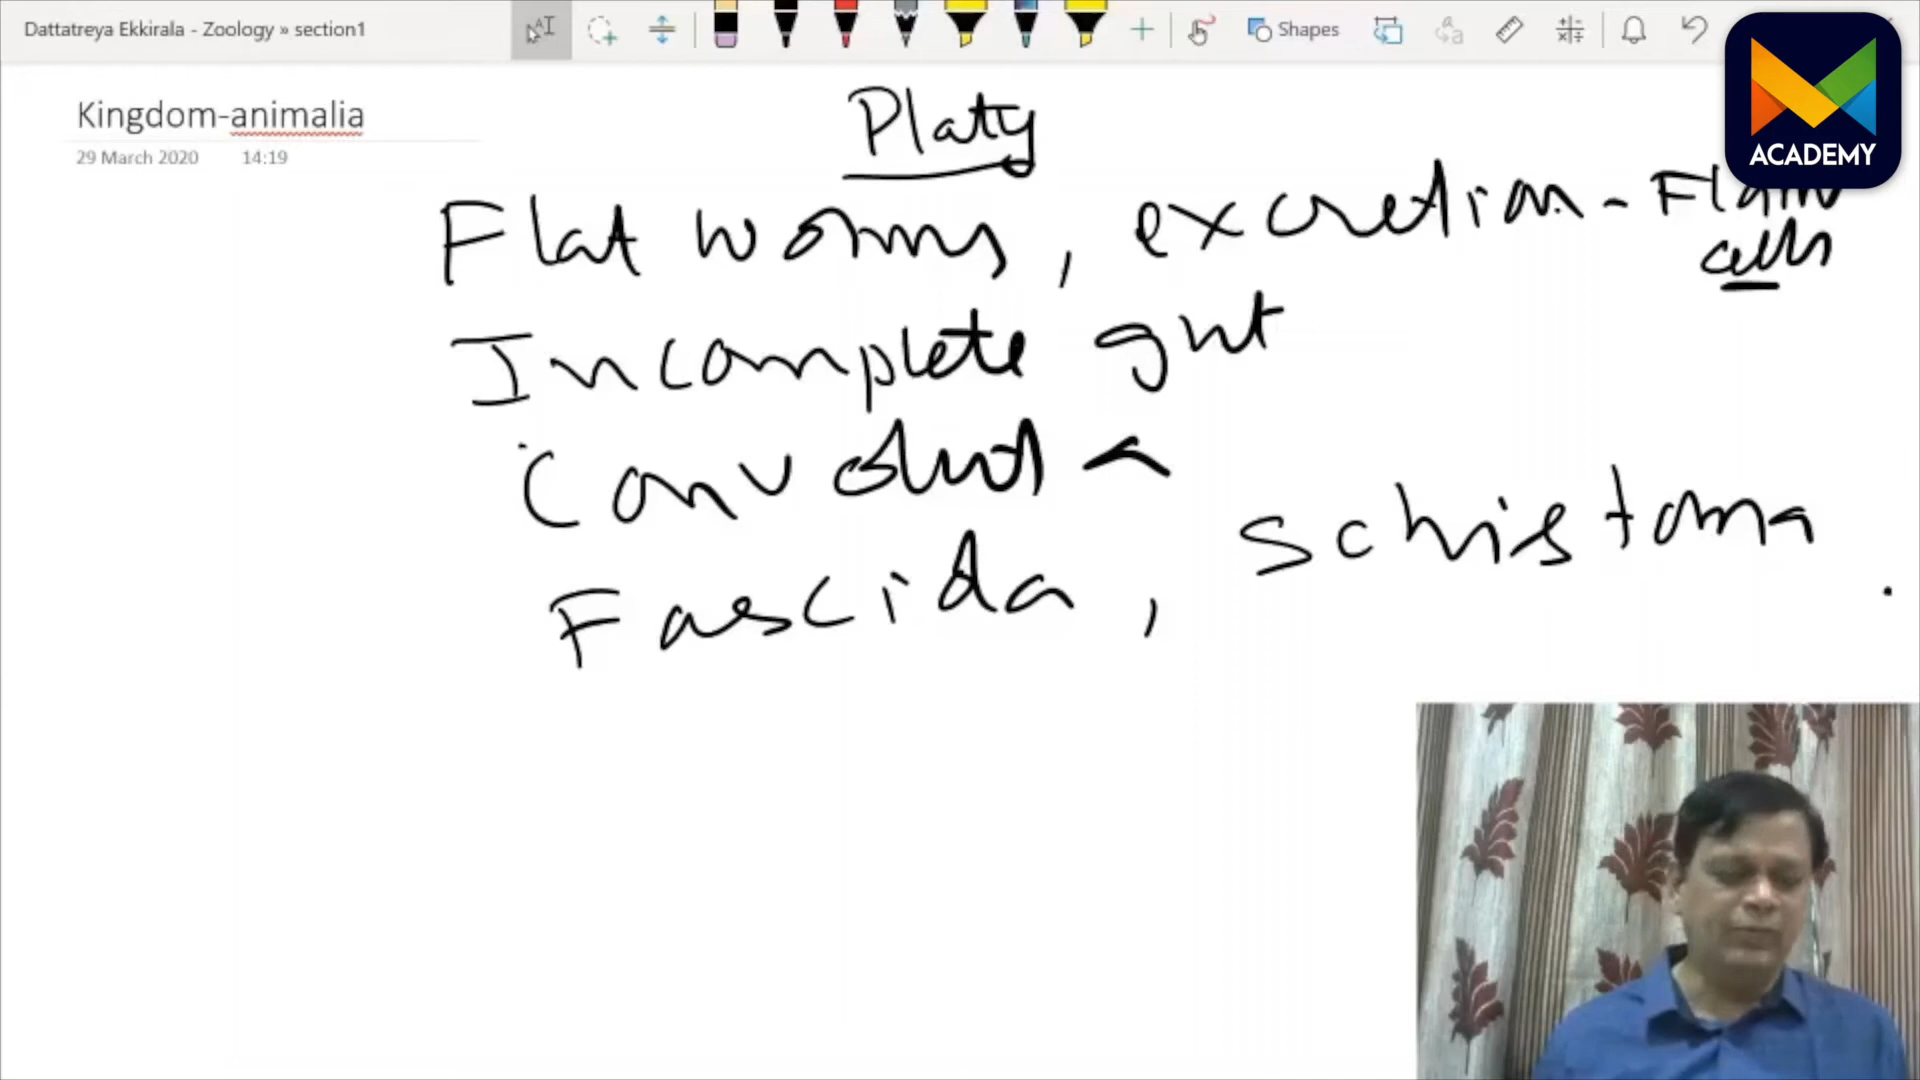 Dattatreya Ekkirala - Zoology » section1
Shapes
ACADEMY
Kingdom-animalia
29 March 2020 14:19
Platy
Flat worms, excretion - Flame
cells
Incomplete gut
Convoluta
Fasciola, Schistoma